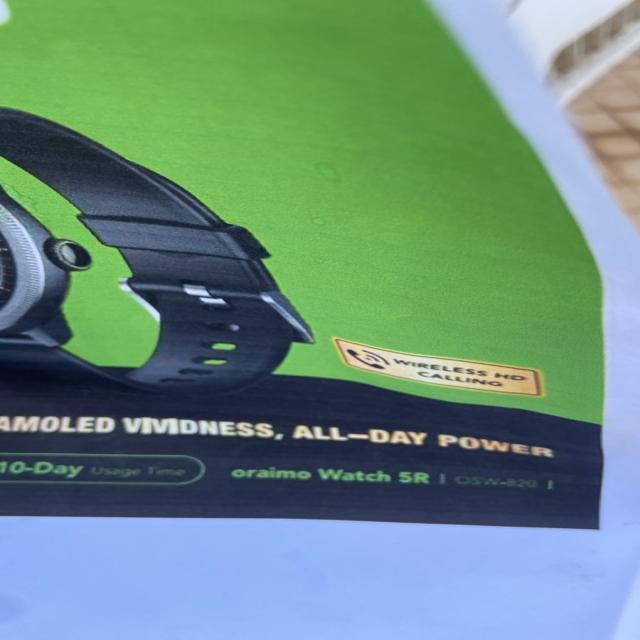 WIRELESS HD
CALLING
AMOLED VIVIDNESS, ALL-DAY POWER
10-Day Usage Time
oraimo Watch 5R | OSW-820 |